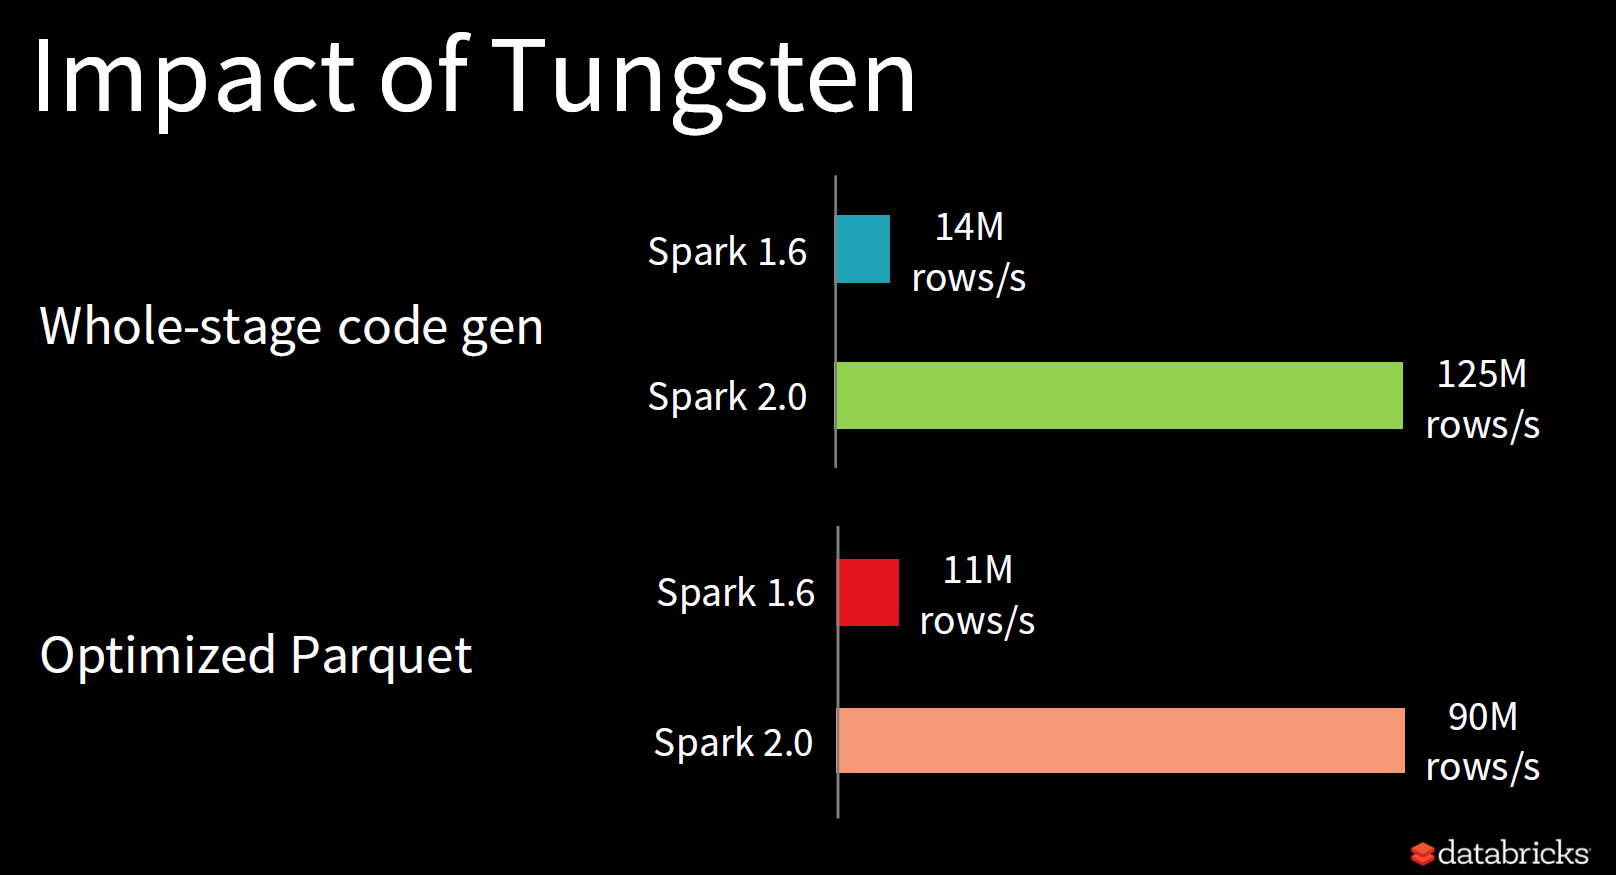 Impact of Tungsten
Whole-stage code gen
Spark 1.6
14M
rows/s
Spark 2.0
125M
rows/s
Optimized Parquet
Spark 1.6
11M
rows/s
Spark 2.0
90M
rows/s
databricks